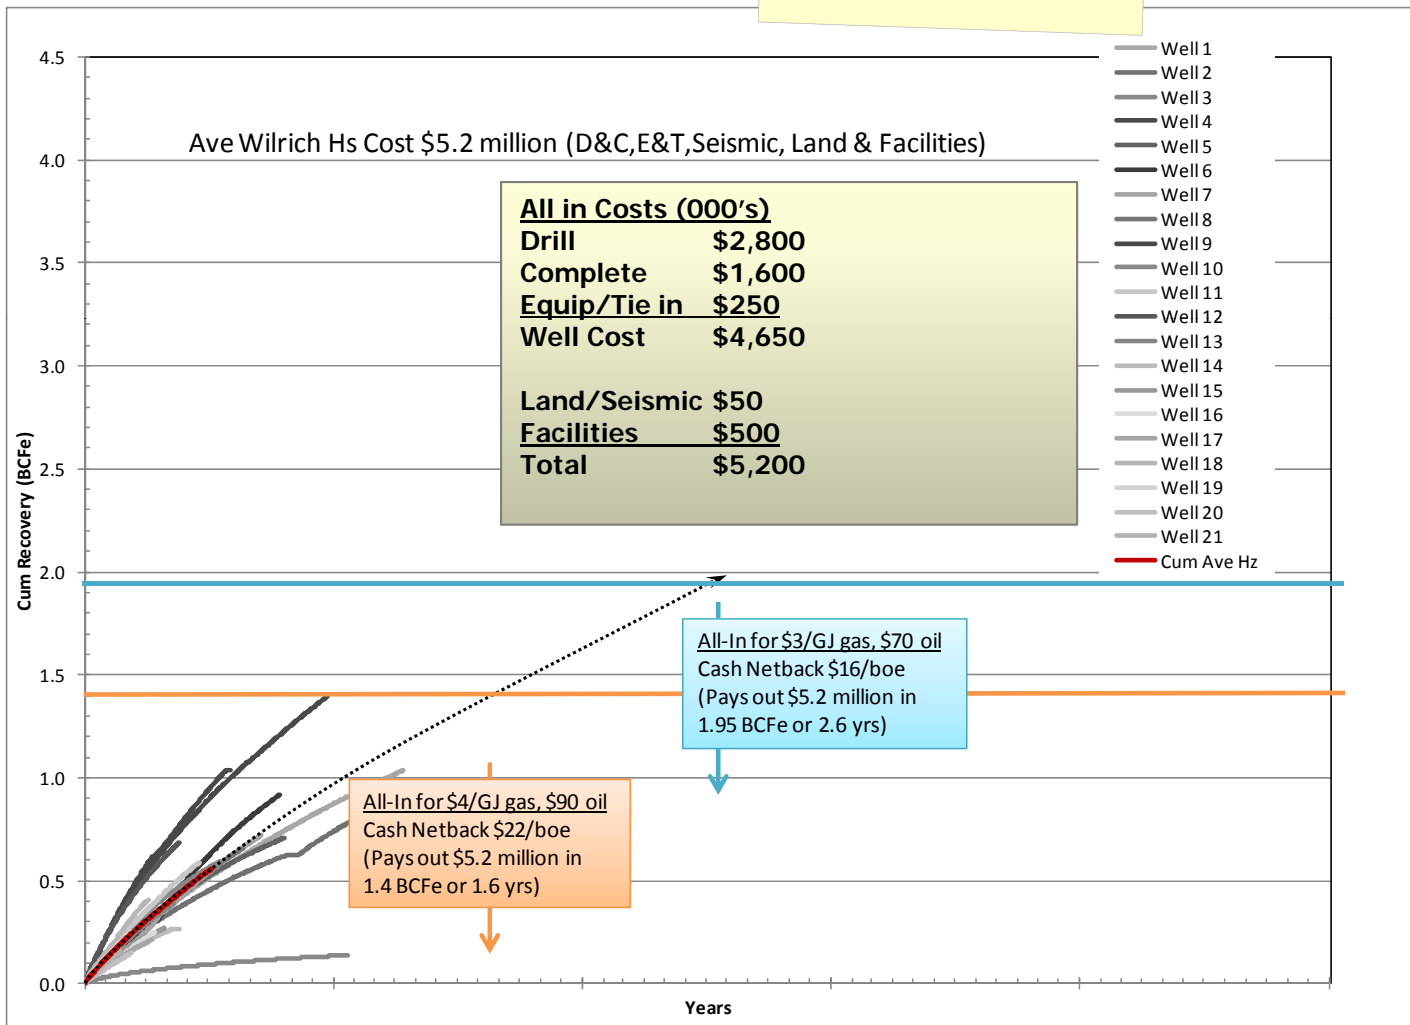 Well 1
Well 2
Well 3
Well 4
Well 5
Well 6
Well 7
Well 8
Well 9
Well 10
Well 11
Well 12
Well 13
Well 14
Well 15
Well 16
Well 17
Well 18
Well 19
Well 20
Well 21
Cum Ave Hz
Ave Wilrich Hs Cost $5.2 million (D&C,E&T,Seismic, Land & Facilities)
All in Costs (000's)
Drill $2,800
Complete $1,600
Equip/Tie in $250
Well Cost $4,650
Land/Seismic $50
Facilities $500
Total $5,200
4.5
4.0
3.5
3.0
2.5
2.0
1.5
1.0
0.5
0.0
Cum Recovery (BCFe)
All-In for $3/GJ gas, $70 oil
Cash Netback $16/boe
(Pays out $5.2 million in
1.95 BCFe or 2.6 yrs)
All-In for $4/GJ gas, $90 oil
Cash Netback $22/boe
(Pays out $5.2 million in
1.4 BCFe or 1.6 yrs)
Years